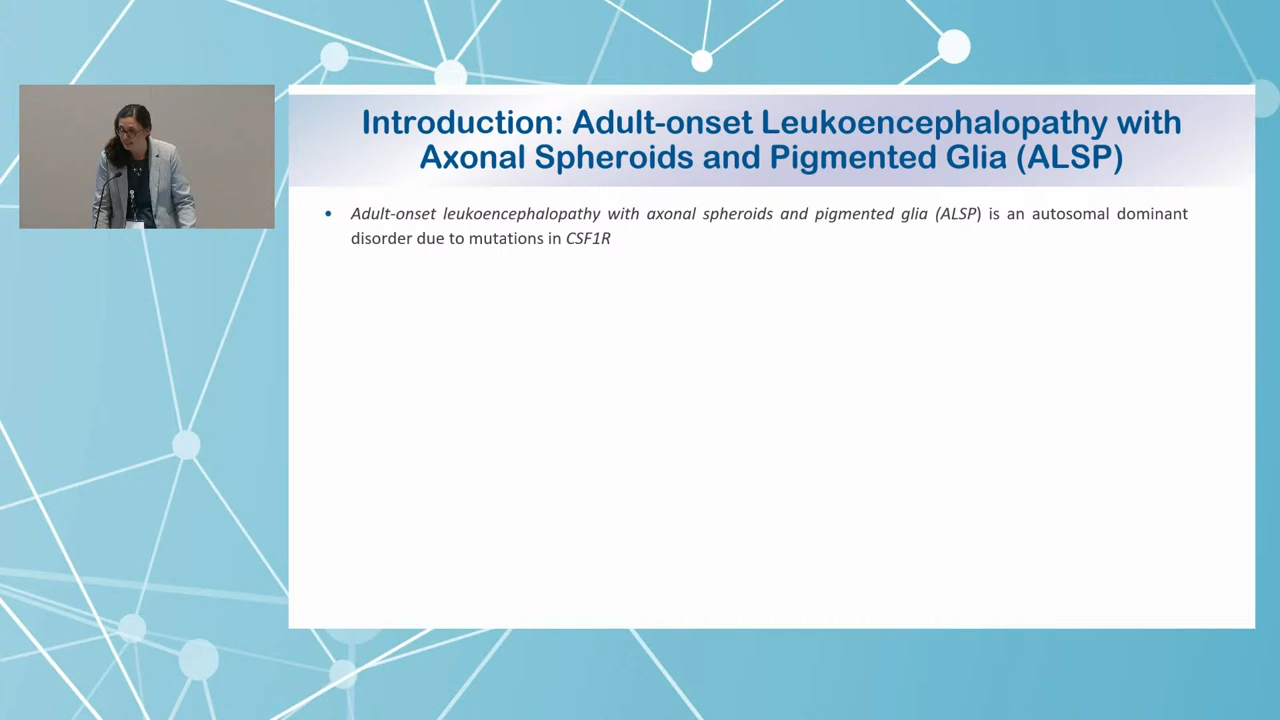 Introduction: Adult-onset Leukoencephalopathy with
Axonal Spheroids and Pigmented Glia (ALSP)
• Adult-onset leukoencephalopathy with axonal spheroids and pigmented glia (ALSP) is an autosomal dominant
disorder due to mutations in CSF1R